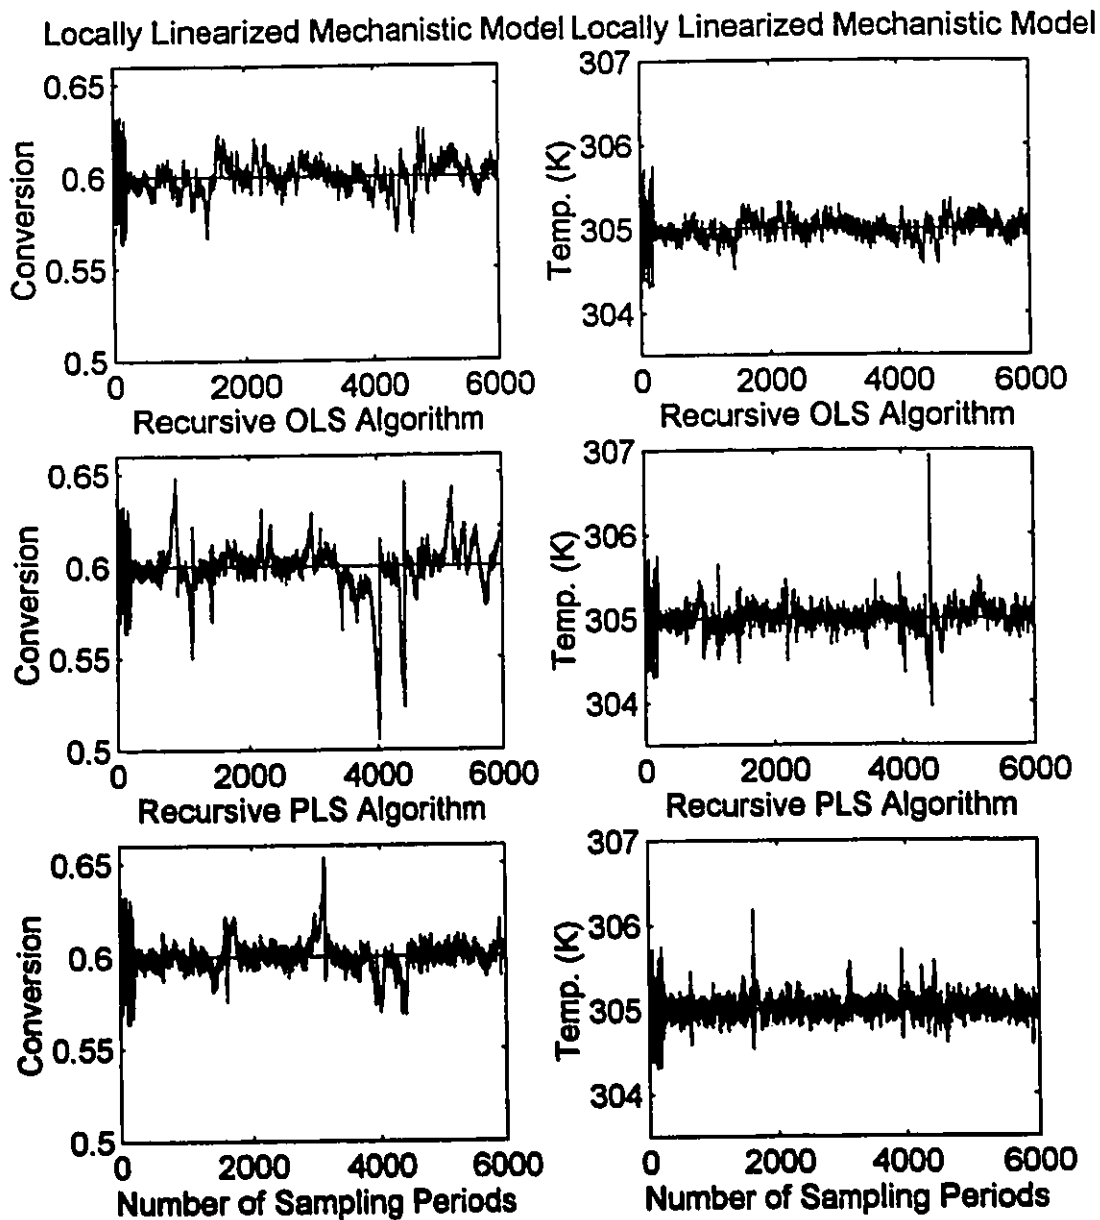 Locally Linearized Mechanistic Model Locally Linearized Mechanistic Model
0.65
0.6
0.55
0.5
Conversion
0 2000 4000 6000
307
306
305
304
Temp. (K)
0 2000 4000 6000
Recursive OLS Algorithm Recursive OLS Algorithm
0.65
0.6
0.55
0.5
Conversion
0 2000 4000 6000
307
306
305
304
Temp. (K)
0 2000 4000 6000
Recursive PLS Algorithm Recursive PLS Algorithm
0.65
0.6
0.55
0.5
Conversion
0 2000 4000 6000
307
306
305
304
Temp. (K)
0 2000 4000 6000
Number of Sampling Periods Number of Sampling Periods